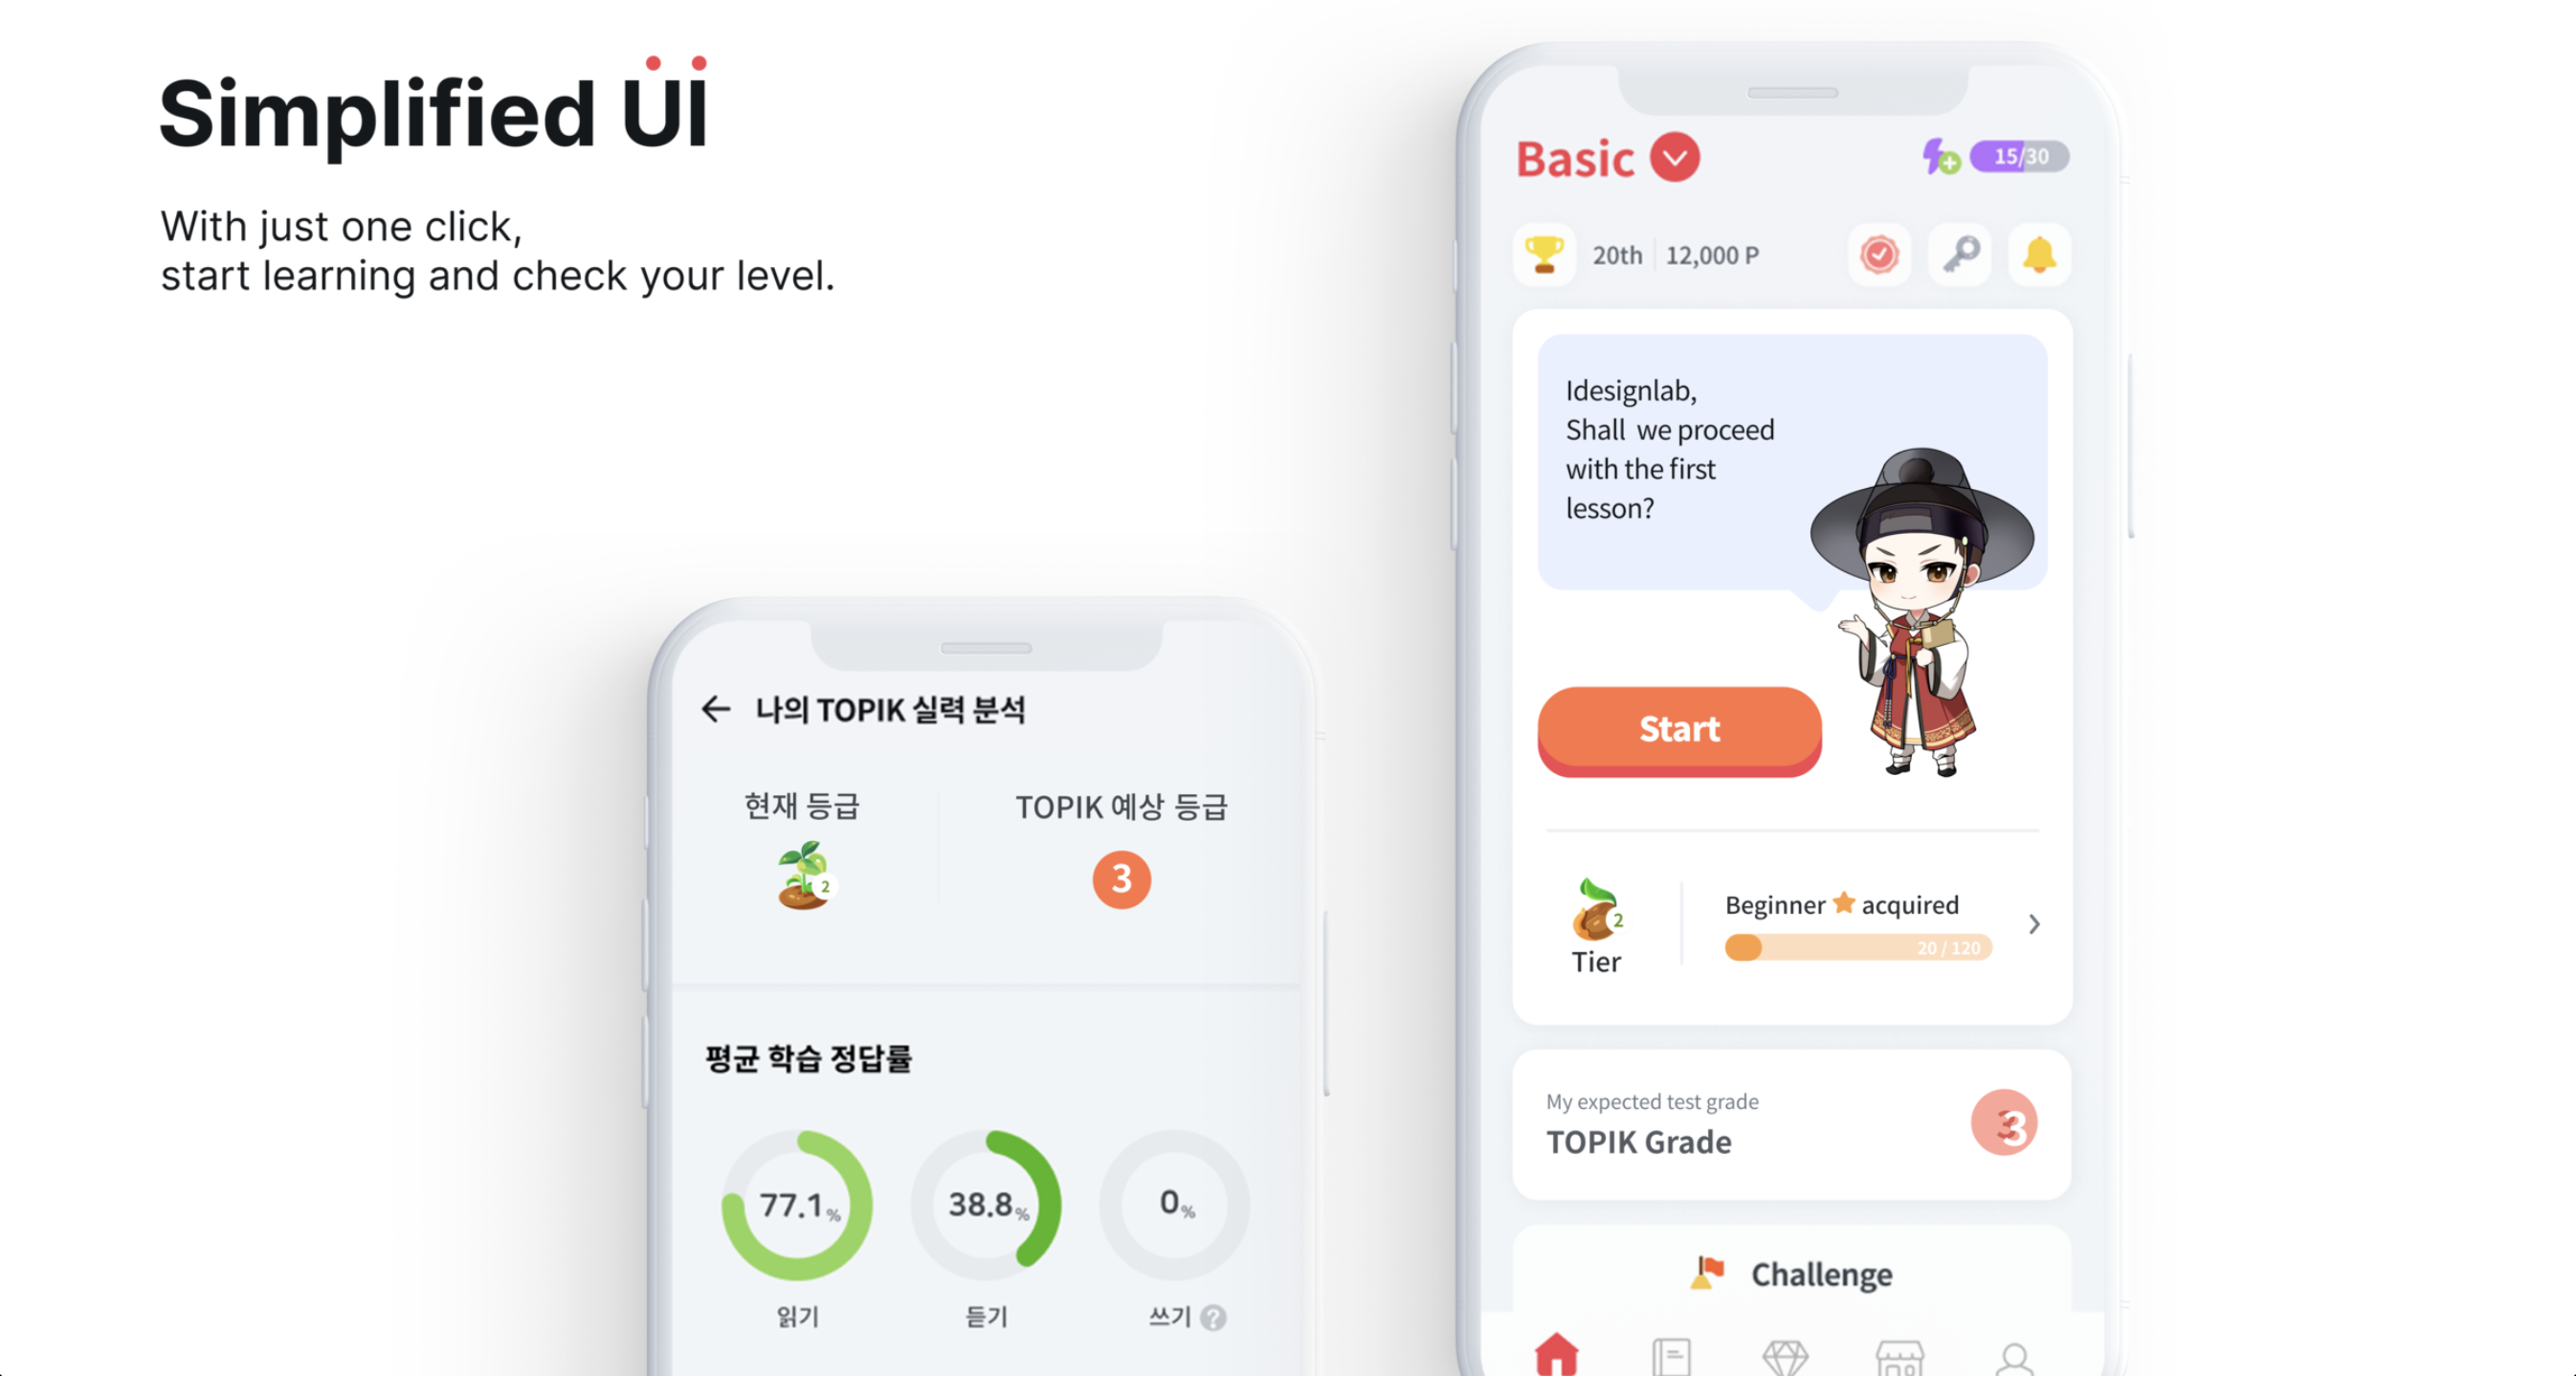 Simplified UI
With just one click,
start learning and check your level.
나의 TOPIK 실력 분석
현재 등급
TOPIK 예상 등급
2
3
평균 학습 정답률
77.1%
38.8%
0%
읽기
듣기
쓰기 ?
Basic
15/30
20th
12,000 P
Idesignlab,
Shall we proceed
with the first
lesson?
Start
2
Tier
Beginner acquired
20 / 120
My expected test grade
TOPIK Grade
3
Challenge